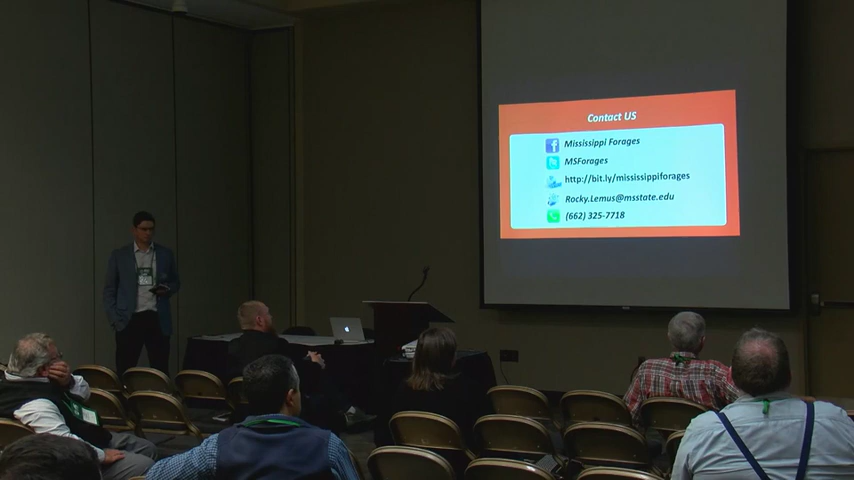 Contact US
Mississippi Forages
MSForages
http://bit.ly/mississippiforages
Rocky.Lemus@msstate.edu
(662) 325-7718